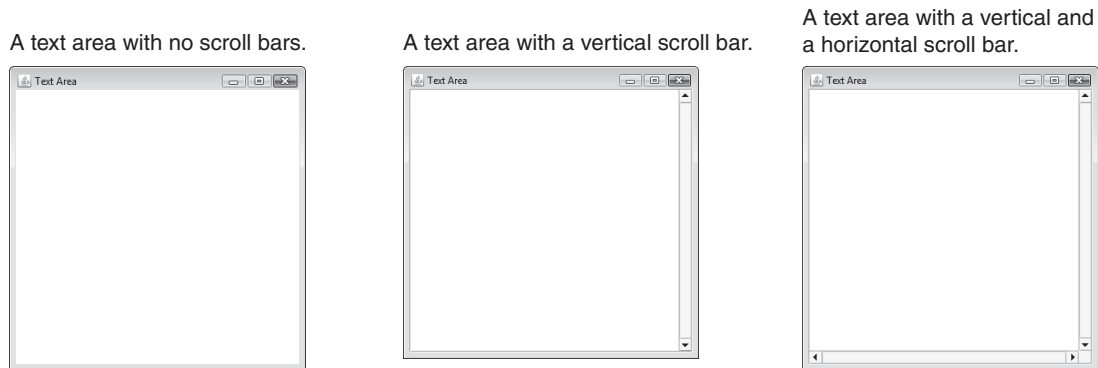 A text area with no scroll bars.
Text Area
A text area with a vertical scroll bar.
Text Area
A text area with a vertical and
a horizontal scroll bar.
Text Area